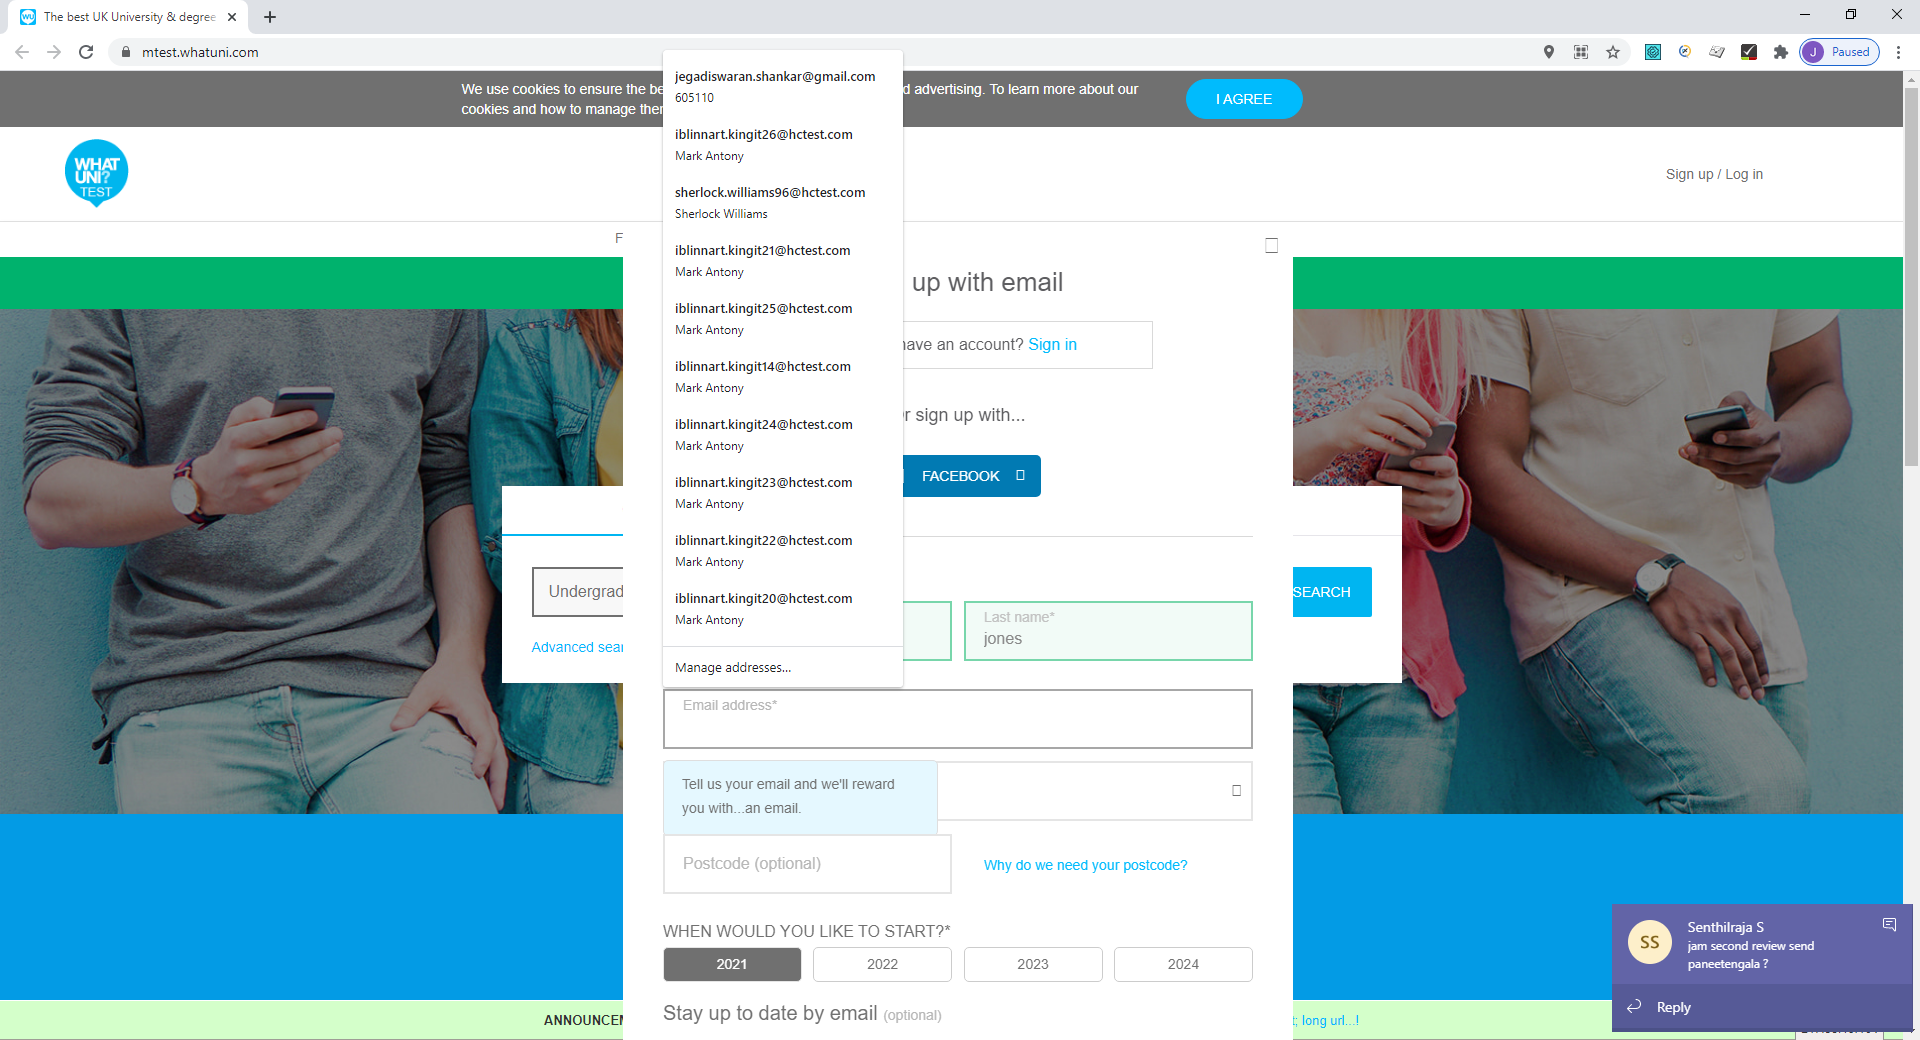 The best UK University & degree
mtest.whatuni.com
J Paused
We use cookies to ensure the be
d advertising. To learn more about our
cookies and how to manage ther
I AGREE
WHAT
UNI?
TEST
Sign up / Log in
F
jegadiswaran.shankar@gmail.com
605110
iblinnart.kingit26@hctest.com
Mark Antony
sherlock.williams96@hctest.com
Sherlock Williams
iblinnart.kingit21@hctest.com
Mark Antony
iblinnart.kingit25@hctest.com
Mark Antony
iblinnart.kingit14@hctest.com
Mark Antony
iblinnart.kingit24@hctest.com
Mark Antony
iblinnart.kingit23@hctest.com
Mark Antony
iblinnart.kingit22@hctest.com
Mark Antony
iblinnart.kingit20@hctest.com
Mark Antony
Manage addresses...
up with email
have an account? Sign in
r sign up with...
FACEBOOK
Undergrad
SEARCH
Advanced sear
Last name*
jones
Email address*
Tell us your email and we'll reward
you with...an email.
Postcode (optional)
Why do we need your postcode?
WHEN WOULD YOU LIKE TO START?*
2021
2022
2023
2024
Stay up to date by email (optional)
ANNOUNCEM
t; long url...!
SS
Senthilraja S
jam second review send
paneetengala ?
Reply